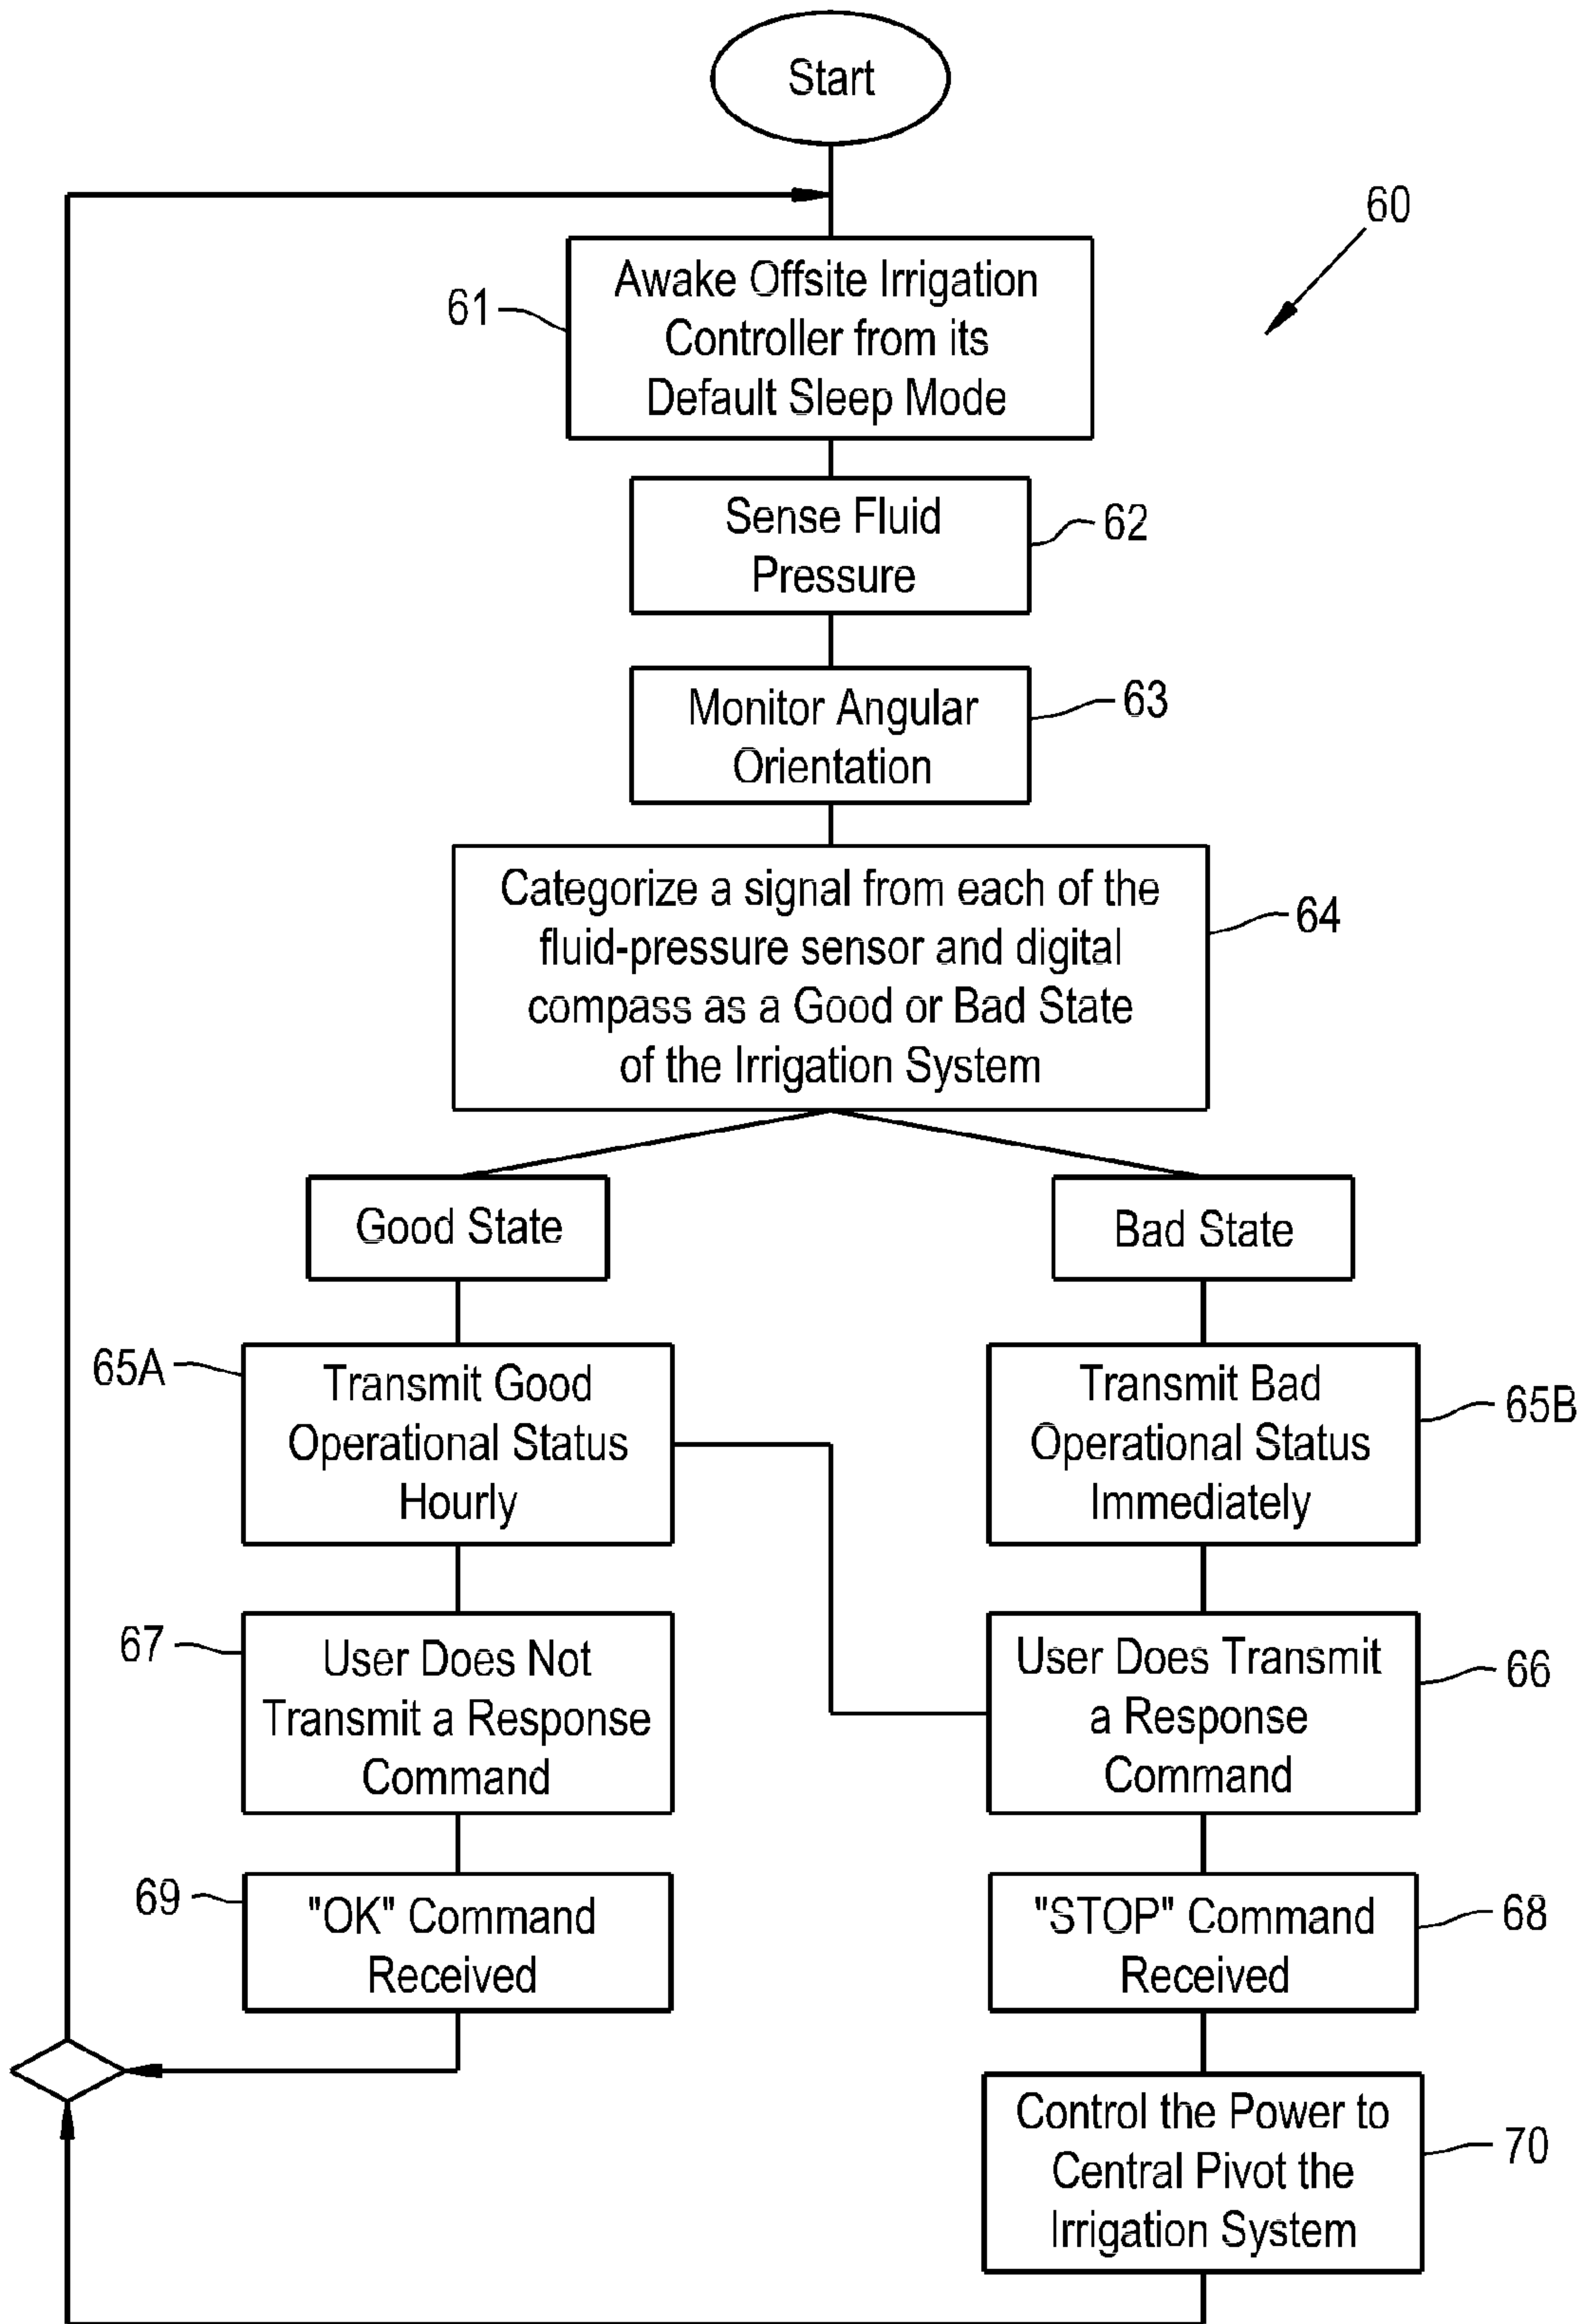 Start
60
61
Awake Offsite Irrigation
Controller from its
Default Sleep Mode
Sense Fluid
Pressure
62
Monitor Angular
Orientation
63
Categorize a signal from each of the
fluid-pressure sensor and digital
compass as a Good or Bad State
of the Irrigation System
64
Good State
Bad State
65A
Transmit Good
Operational Status
Hourly
Transmit Bad
Operational Status
Immediately
65B
67
User Does Not
Transmit a Response
Command
User Does Transmit
a Response
Command
66
69
"OK" Command
Received
"STOP" Command
Received
68
Control the Power to
Central Pivot the
Irrigation System
70